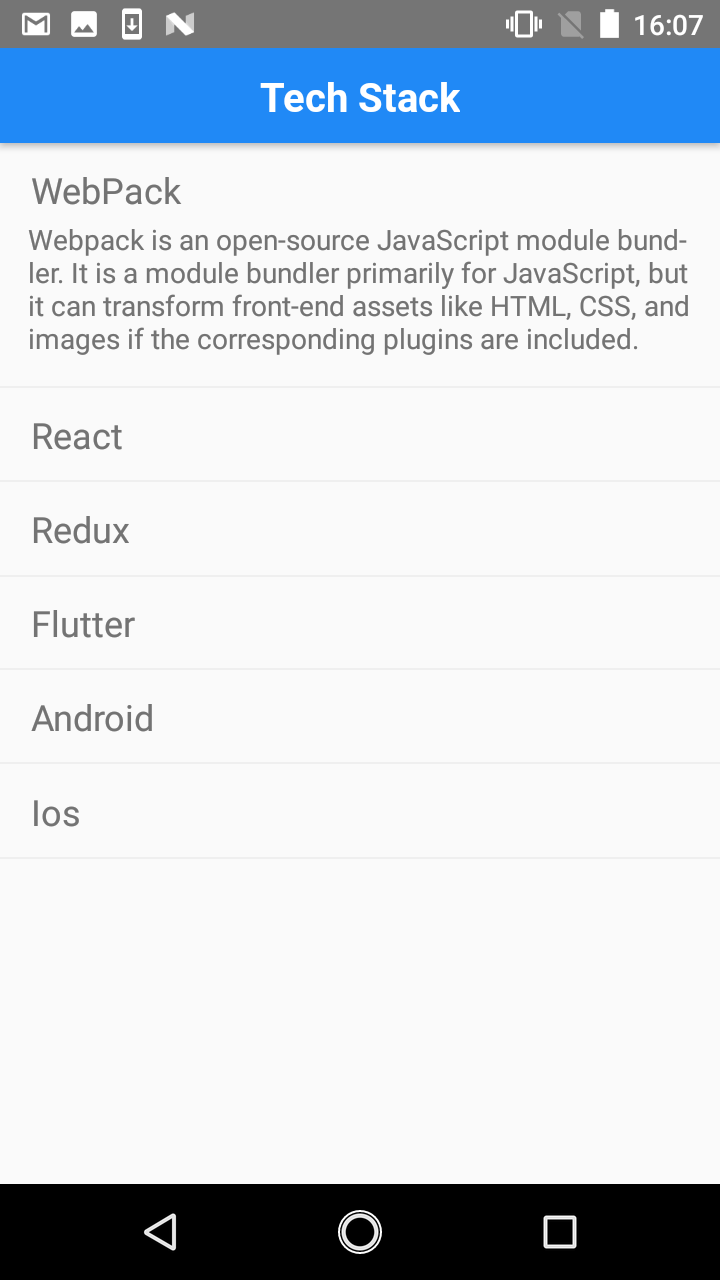 16:07
Tech Stack
WebPack
Webpack is an open-source JavaScript module bund-
ler. It is a module bundler primarily for JavaScript, but
it can transform front-end assets like HTML, CSS, and
images if the corresponding plugins are included.
React
Redux
Flutter
Android
Ios